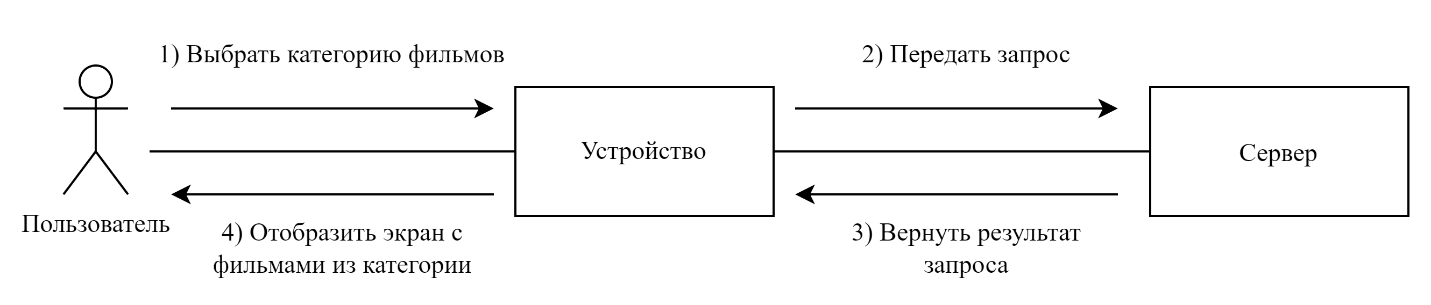 1) Выбрать категорию фильмов
2) Передать запрос
Устройство
Сервер
Пользователь
4) Отобразить экран с
фильмами из категории
3) Вернуть результат
запроса